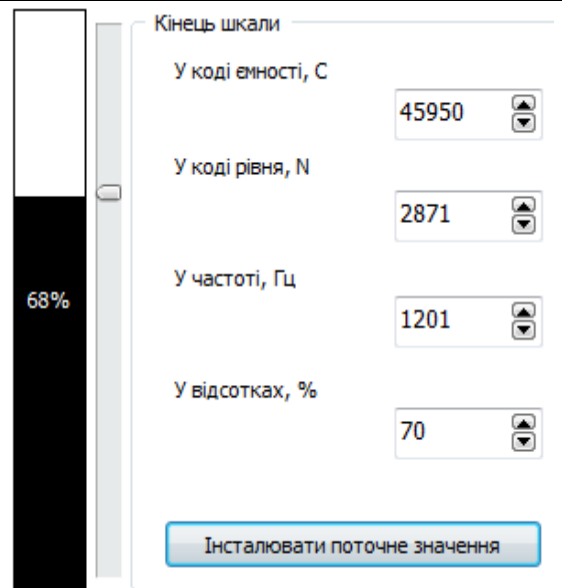 Кінець шкали
У коді ємності, С
45950
У коді рівня, N
2871
68%
У частоті, Гц
1201
У відсотках, %
70
Інсталювати поточне значення